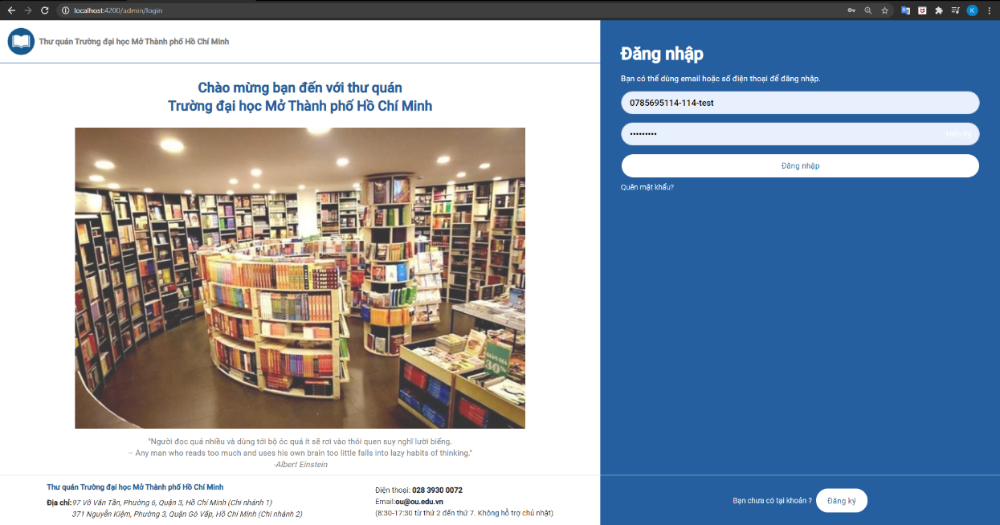 localhost:4200/admin/login
K
Thư quán Trường đại học Mở Thành phố Hồ Chí Minh
Chào mừng bạn đến với thư quán
Trường đại học Mở Thành phố Hồ Chí Minh
GIẢM GIÁ
30%
"Người đọc quá nhiều và dùng tới bộ óc quá ít sẽ rơi vào thói quen suy nghĩ lười biếng.
– Any man who reads too much and uses his own brain too little falls into lazy habits of thinking."
-Albert Einstein
Thư quán Trường đại học Mở Thành phố Hồ Chí Minh
Địa chỉ: 97 Võ Văn Tần, Phường 6, Quận 3, Hồ Chí Minh (Chi nhánh 1)
371 Nguyễn Kiệm, Phường 3, Quận Gò Vấp, Hồ Chí Minh (Chi nhánh 2)
Điện thoại: 028 3930 0072
Email:ou@ou.edu.vn
(8:30-17:30 từ thứ 2 đến thứ 7. Không hỗ trợ chủ nhật)
Đăng nhập
Bạn có thể dùng email hoặc số điện thoại để đăng nhập.
0785695114-114-test
•••••••••
Hiển thị
Đăng nhập
Quên mật khẩu?
Bạn chưa có tại khoản ?
Đăng ký